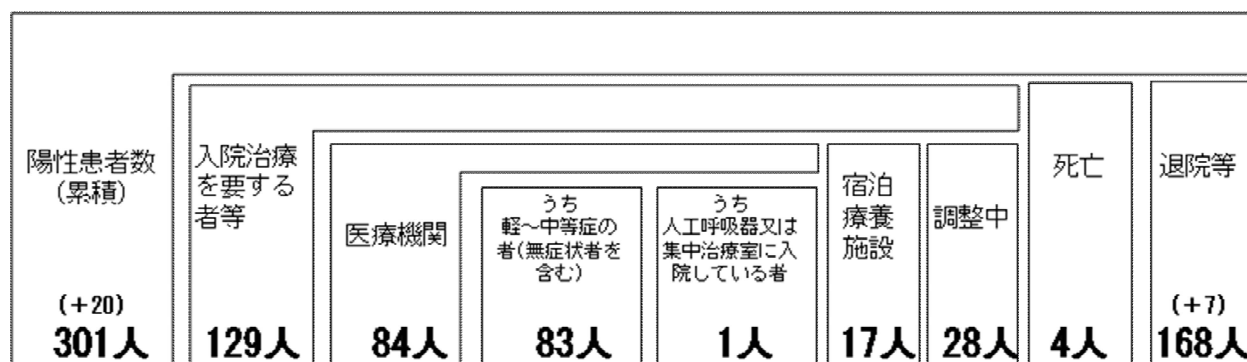 陽性患者数
(累積)
(+20)
301人
入院治療
を要する
者等
129人
医療機関
84人
うち
軽～中等症の
者(無症状者を
含む)
83人
うち
人工呼吸器又は
集中治療室に入
院している者
1人
宿泊
療養
施設
17人
調整中
28人
死亡
4人
退院等
(+7)
168人